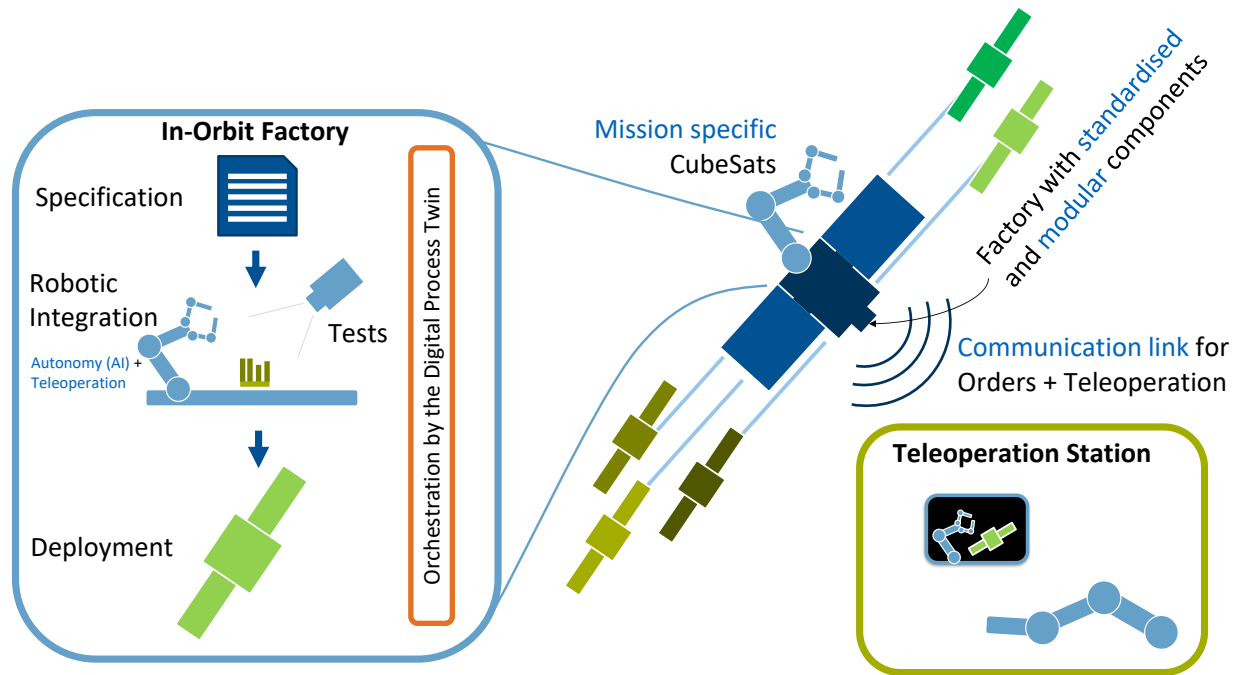 In-Orbit Factory
Specification
Robotic
Integration
Autonomy (AI) +
Teleoperation
Tests
Deployment
Orchestration by the Digital Process Twin
Mission specific
CubeSats
Factory with standardised
and modular components
Communication link for
Orders + Teleoperation
Teleoperation Station